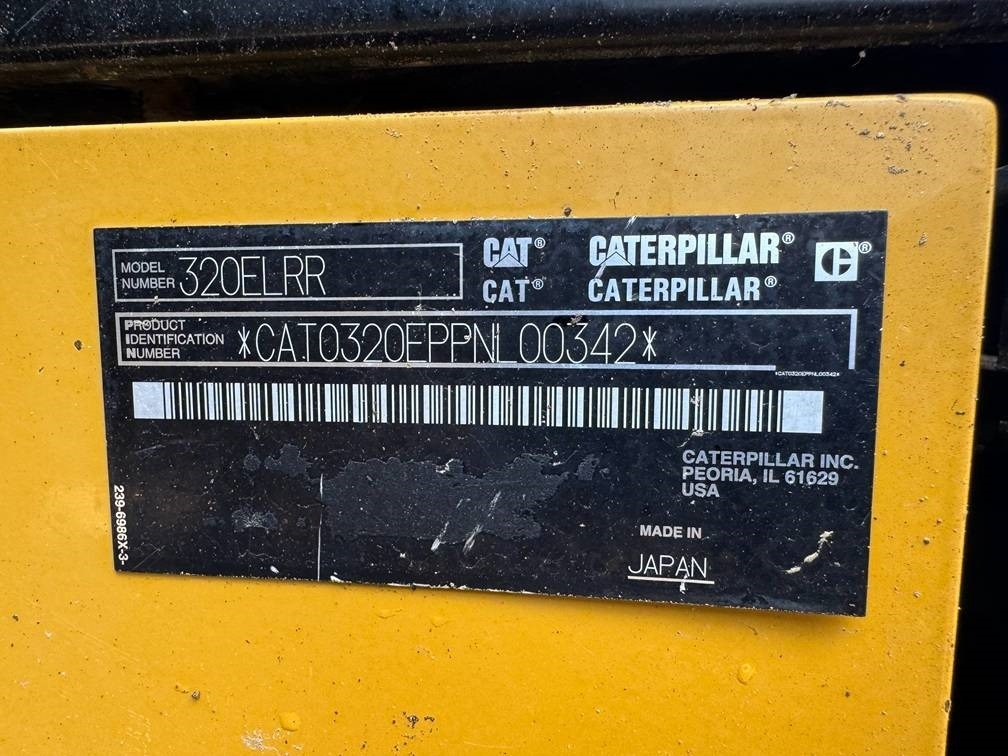 MODEL
NUMBER 320ELRR
CAT® CATERPILLAR® ®
CAT® CATERPILLAR®
PRODUCT
IDENTIFICATION
NUMBER *CAT0320EPPNL00342*
*CAT0320EPPNL00342*
CATERPILLAR INC.
PEORIA, IL 61629
USA
239-6986X-3-
MADE IN
JAPAN